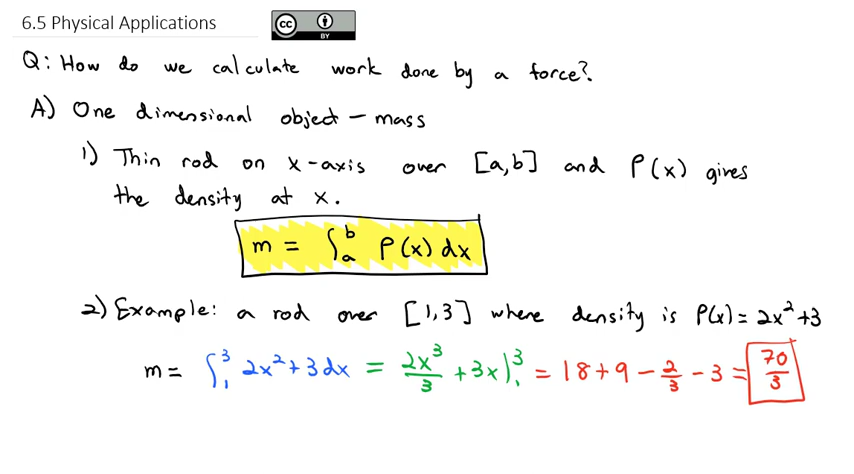 6.5 Physical Applications
cc BY
Q: How do we calculate work done by a force?
A) One dimensional object – mass
1) Thin rod on x-axis over [a,b] and ρ(x) gives
the density at x.
m = ∫ₐᵇ ρ(x) dx
2) Example: a rod over [1,3] where density is ρ(x) = 2x² + 3
m = ∫₁³ 2x² + 3 dx = 2x³/3 + 3x |₁³ = 18 + 9 – 2/3 – 3 = 70/3